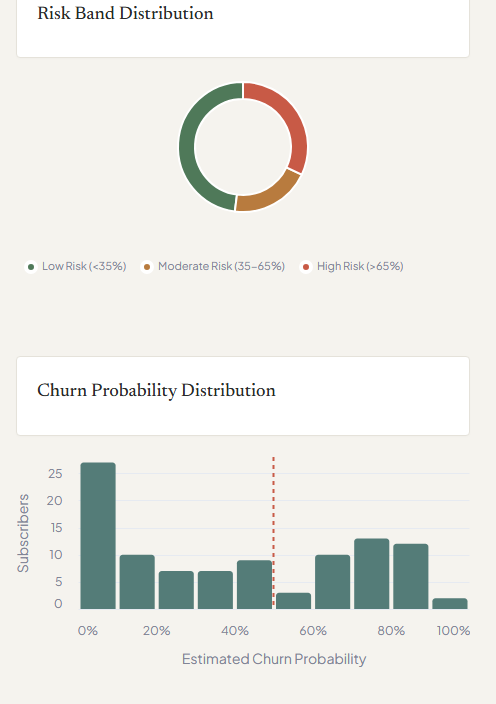 Risk Band Distribution
Low Risk (<35%) Moderate Risk (35–65%) High Risk (>65%)
Churn Probability Distribution
25
20
15
10
5
0
Subscribers
0% 20% 40% 60% 80% 100%
Estimated Churn Probability